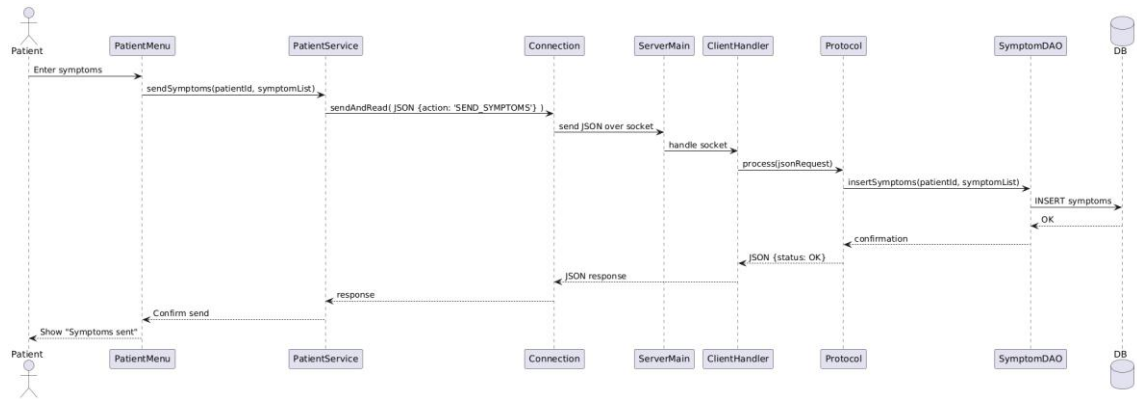 Patient
PatientMenu
PatientService
Connection
ServerMain
ClientHandler
Protocol
SymptomDAO
DB
Enter symptoms
sendSymptoms(patientId, symptomList)
sendAndRead( JSON {action: 'SEND_SYMPTOMS'} )
send JSON over socket
handle socket
process(jsonRequest)
insertSymptoms(patientId, symptomList)
INSERT symptoms
OK
confirmation
JSON {status: OK}
JSON response
response
Confirm send
Show "Symptoms sent"
Patient
PatientMenu
PatientService
Connection
ServerMain
ClientHandler
Protocol
SymptomDAO
DB